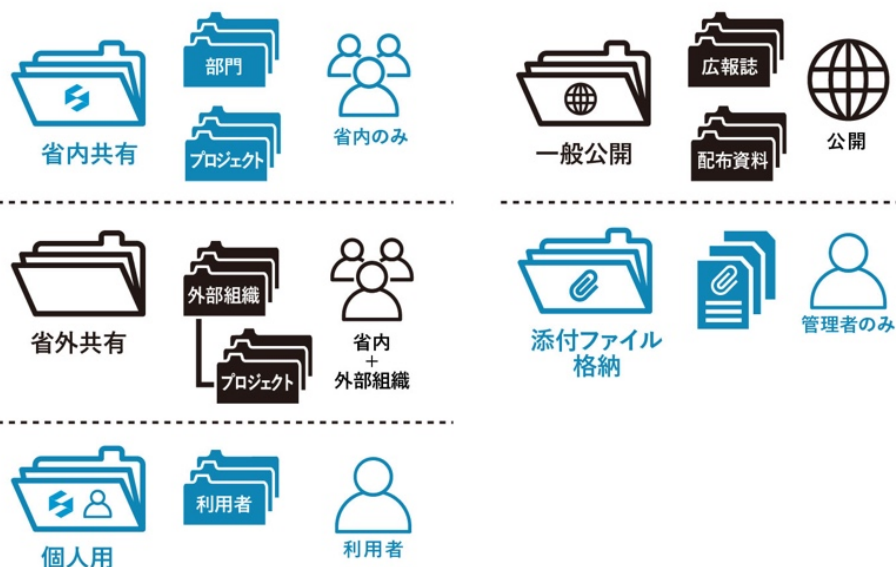 部門
省内共有
プロジェクト
省内のみ
外部組織
省外共有
プロジェクト
省内
+
外部組織
利用者
個人用
利用者
広報誌
一般公開
配布資料
公開
添付ファイル
格納
管理者のみ